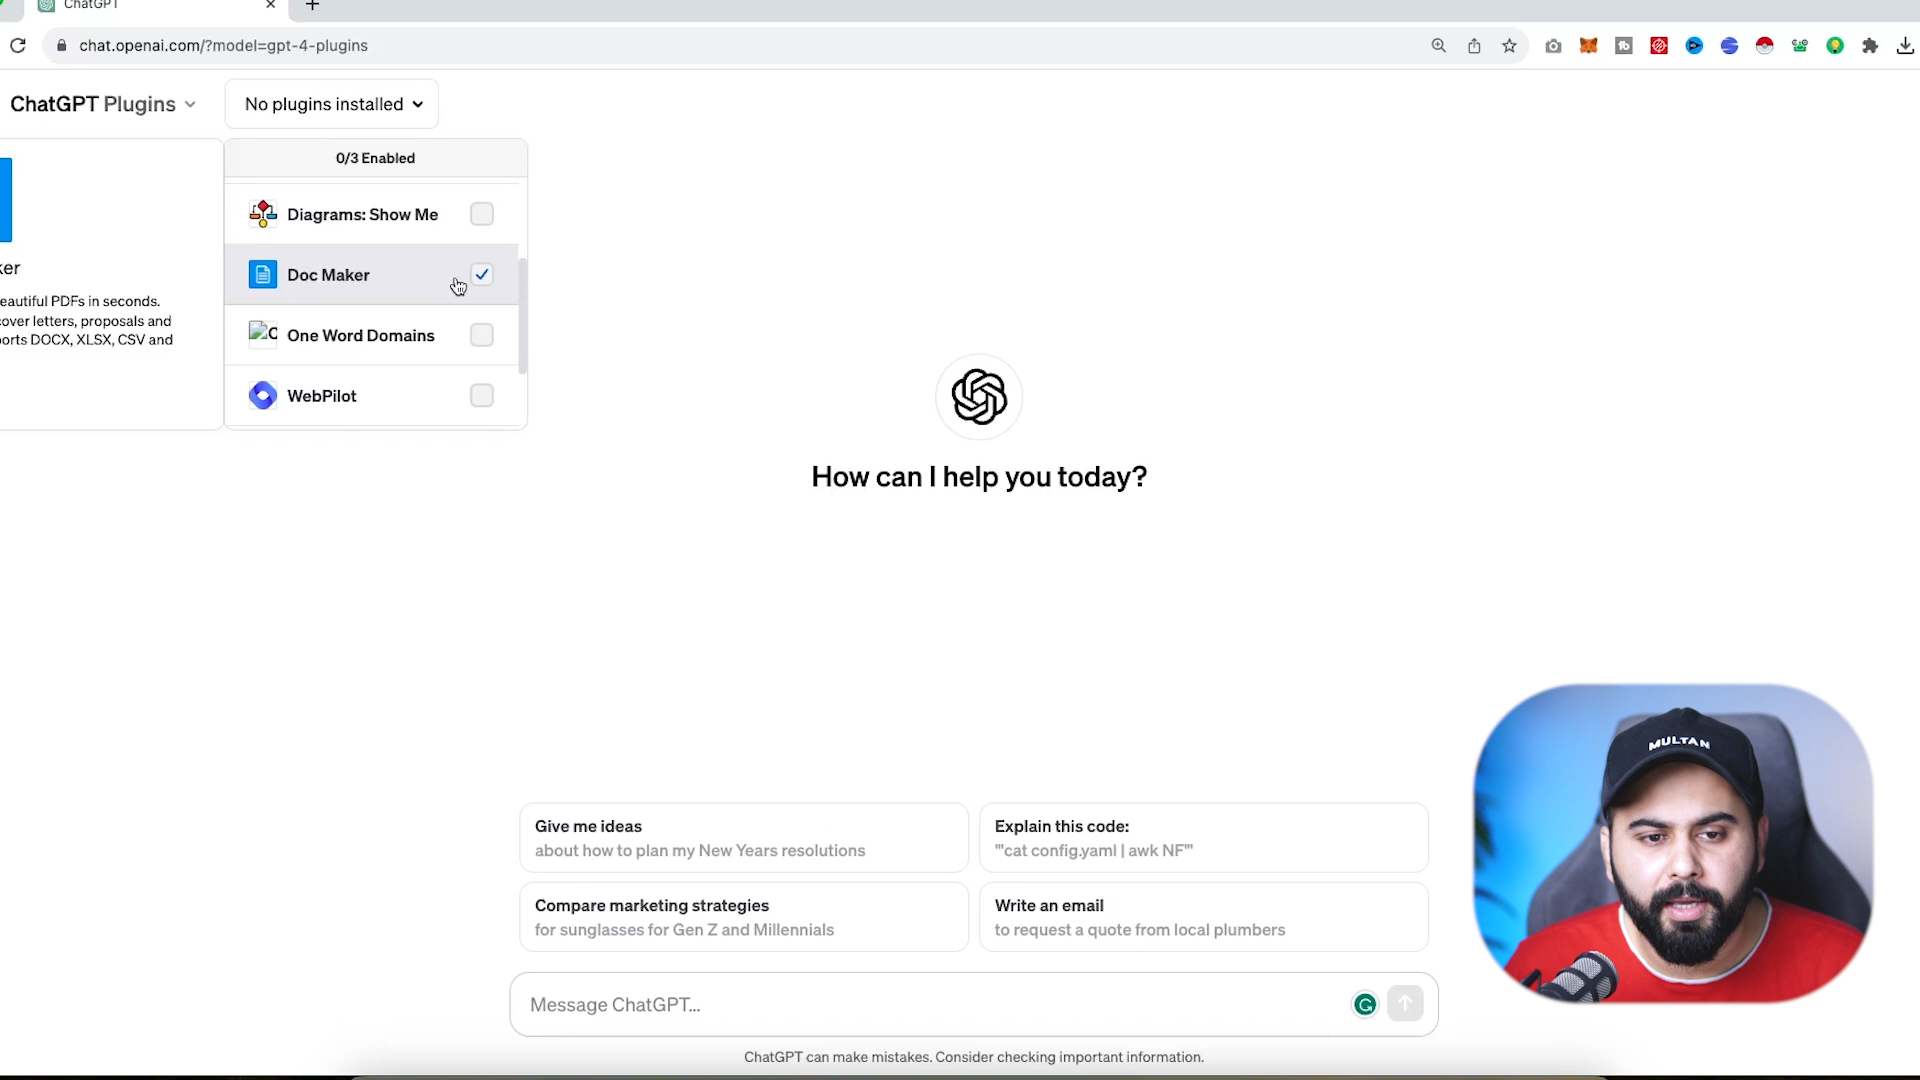 ChatGPT
chat.openai.com/?model=gpt-4-plugins
ChatGPT Plugins
No plugins installed
0/3 Enabled
Diagrams: Show Me
Doc Maker
One Word Domains
WebPilot
ker
eautiful PDFs in seconds.
cover letters, proposals and
orts DOCX, XLSX, CSV and
How can I help you today?
Give me ideas
about how to plan my New Years resolutions
Explain this code:
"'cat config.yaml | awk NF'"
Compare marketing strategies
for sunglasses for Gen Z and Millennials
Write an email
to request a quote from local plumbers
MULTAN
Message ChatGPT...
ChatGPT can make mistakes. Consider checking important information.